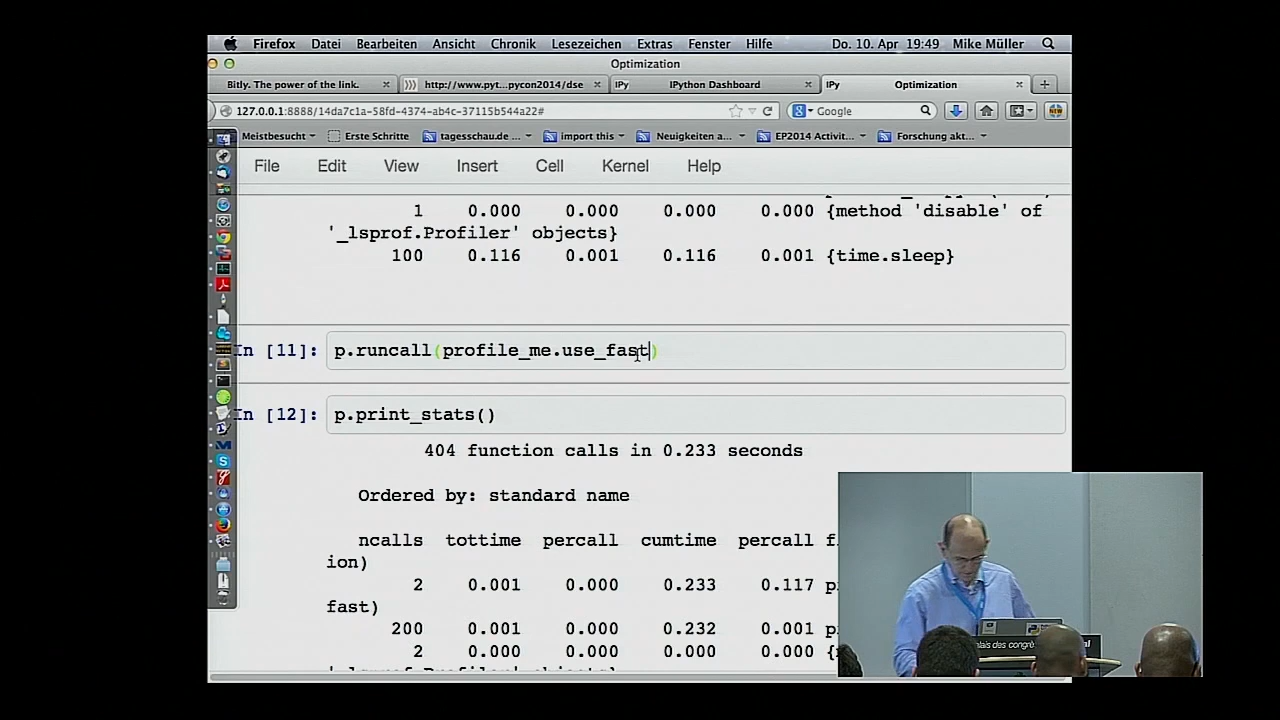 Firefox Datei Bearbeiten Ansicht Chronik Lesezeichen Extras Fenster Hilfe Do. 10. Apr 19:49 Mike Müller
Optimization
Bitly. The power of the link. http://www.pyt...pycon2014/dse IPy IPython Dashboard IPy Optimization
127.0.0.1:8888/14da7c1a-58fd-4374-ab4c-37115b544a22# Google
Meistbesucht Erste Schritte tagesschau.de ... import this Neuigkeiten a... EP2014 Activit... Forschung akt...
File Edit View Insert Cell Kernel Help
1 0.000 0.000 0.000 0.000 {method 'disable' of
'_lsprof.Profiler' objects}
100 0.116 0.001 0.116 0.001 {time.sleep}
In [11]: p.runcall(profile_me.use_fast)
In [12]: p.print_stats()
404 function calls in 0.233 seconds
Ordered by: standard name
ncalls tottime percall cumtime percall f
ion)
2 0.001 0.000 0.233 0.117 p
fast)
200 0.001 0.000 0.232 0.001 p
2 0.000 0.000 0.000 0.000 {
'_lsprof.Profiler' objects}
lais des congrè